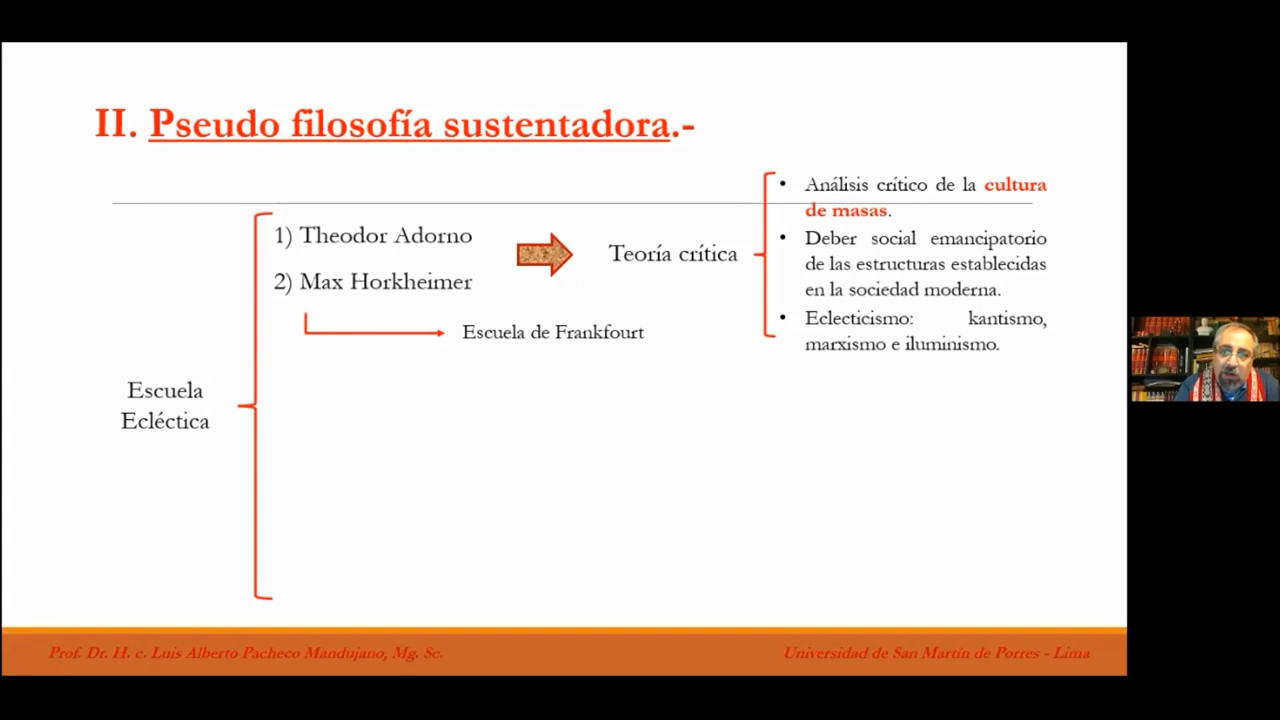 II. Pseudo filosofía sustentadora.-
Escuela
Ecléctica
1) Theodor Adorno
2) Max Horkheimer
Escuela de Frankfourt
Teoría crítica
• Análisis crítico de la cultura
de masas.
• Deber social emancipatorio
de las estructuras establecidas
en la sociedad moderna.
• Eclecticismo: kantismo,
marxismo e iluminismo.
Prof. Dr. H. c. Luis Alberto Pacheco Mandujano, Mg. Sc.
Universidad de San Martín de Porres - Lima